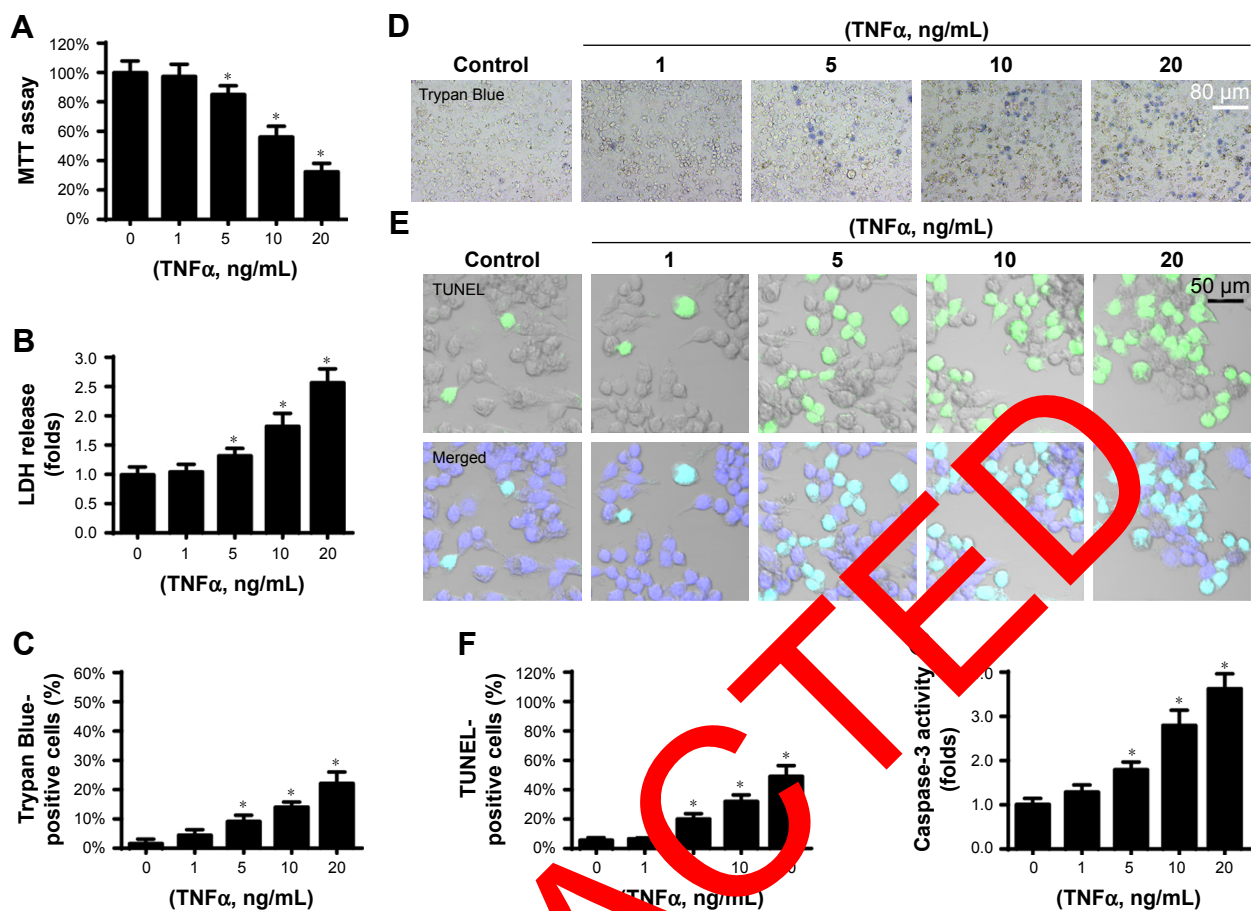 A
120%
100%
80%
60%
40%
20%
0%
MTT assay
* * *
0 1 5 10 20
(TNFα, ng/mL)
B
3.0
2.5
2.0
1.5
1.0
0.5
0.0
LDH release
(folds)
* * *
0 1 5 10 20
(TNFα, ng/mL)
C
60%
50%
40%
30%
20%
10%
0%
Trypan Blue-
positive cells (%)
* * *
0 1 5 10 20
(TNFα, ng/mL)
D
(TNFα, ng/mL)
Control 1 5 10 20
Trypan Blue
80 µm
E
(TNFα, ng/mL)
Control 1 5 10 20
TUNEL
50 µm
Merged
F
120%
100%
80%
60%
40%
20%
0%
TUNEL-
positive cells (%)
* * *
0 1 10
(TNFα, ng/mL)
3.0
2.0
1.0
0.0
Caspase-3 activity
(folds)
* * *
0 1 5 10 20
(TNFα, ng/mL)
ACTED